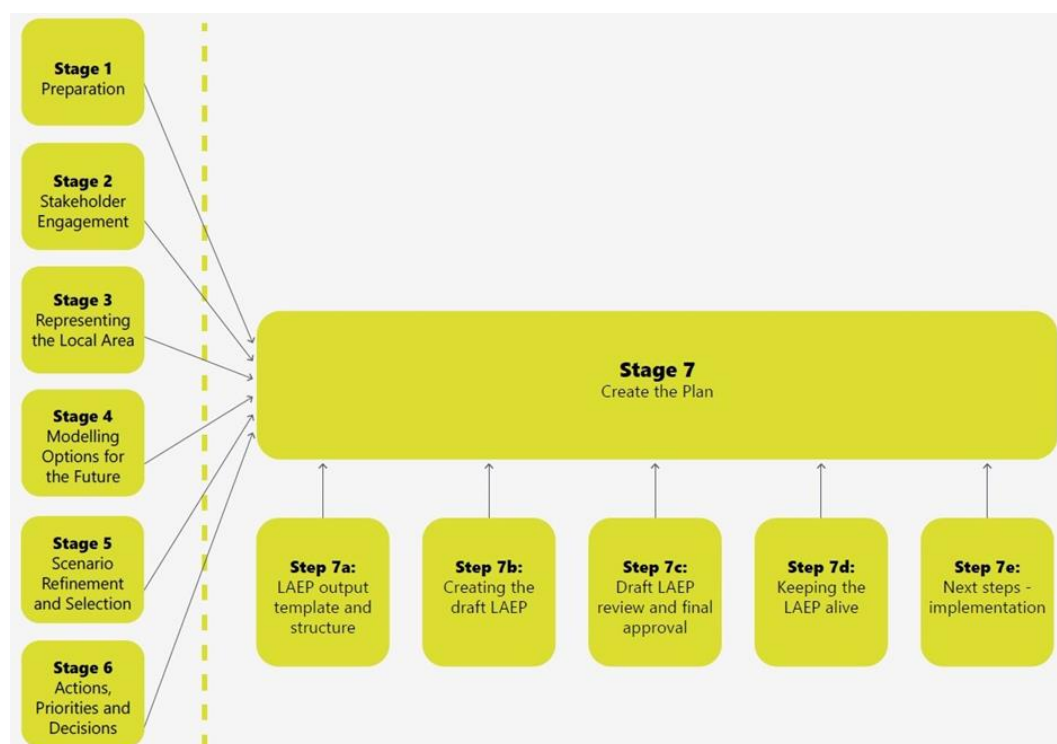 Stage 1
Preparation
Stage 2
Stakeholder
Engagement
Stage 3
Representing
the Local Area
Stage 4
Modelling
Options for
the Future
Stage 5
Scenario
Refinement
and Selection
Stage 6
Actions,
Priorities and
Decisions
Stage 7
Create the Plan
Step 7a:
LAEP output
template and
structure
Step 7b:
Creating the
draft LAEP
Step 7c:
Draft LAEP
review and final
approval
Step 7d:
Keeping the
LAEP alive
Step 7e:
Next steps -
implementation